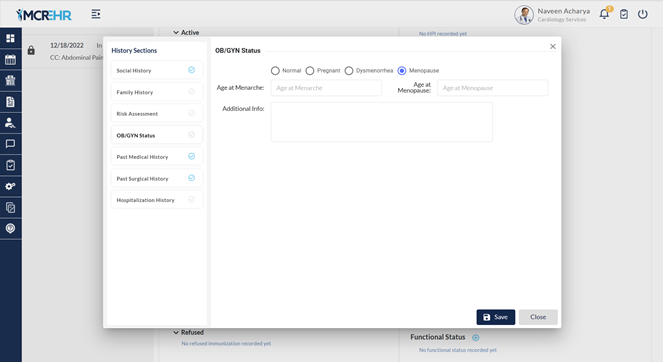 MCREHR
Naveen Acharya
Cardiology Services
1
Active
No HPI recorded yet
12/18/2022 In
CC: Abdominal Pain
History Sections
Social History
Family History
Risk Assessment
OB/GYN Status
Past Medical History
Past Surgical History
Hospitalization History
OB/GYN Status
Normal Pregnant Dysmenorrhea Menopause
Age at Menarche: Age at Menarche
Age at Menopause: Age at Menopause
Additional Info:
Save Close
Refused
No refused immunization recorded yet
Functional Status
No functional status recorded yet